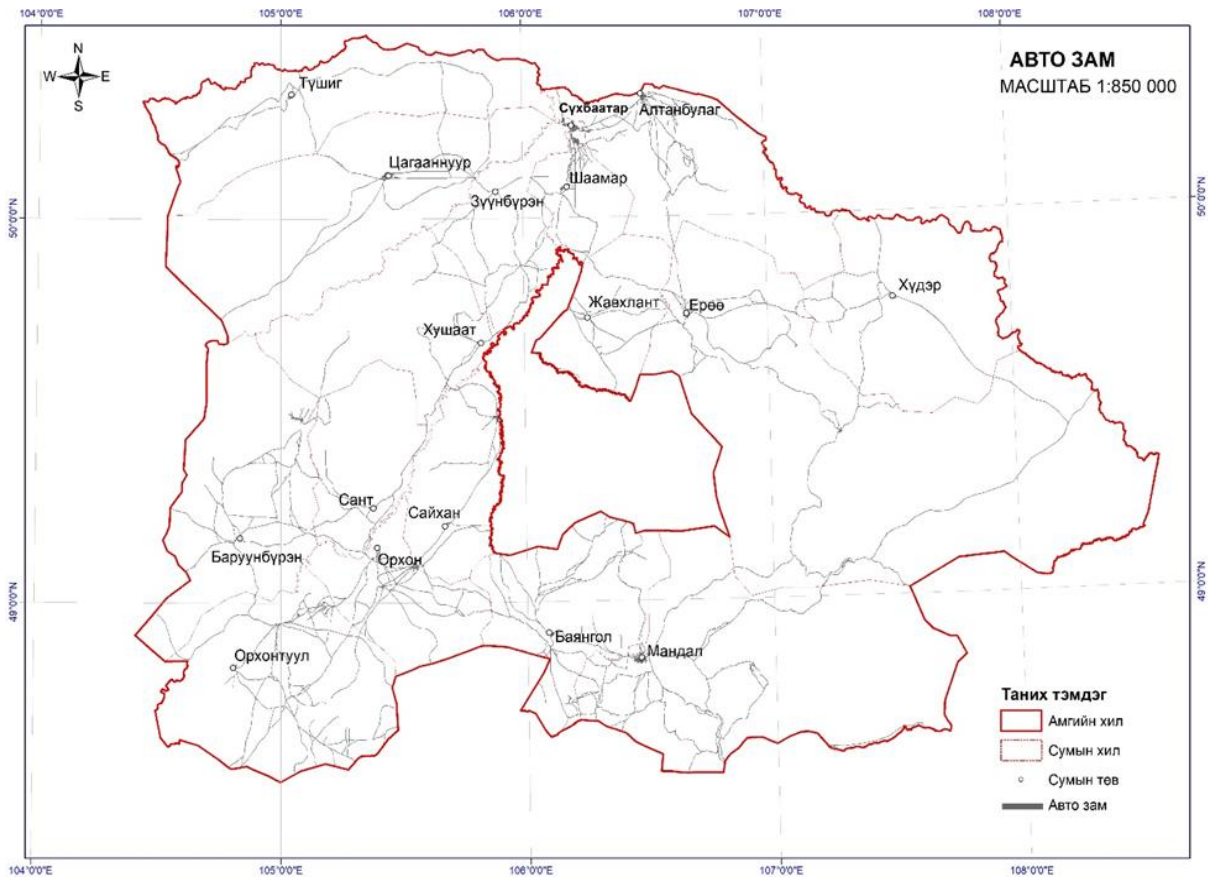 104°0'0"E
105°0'0"E
106°0'0"E
107°0'0"E
108°0'0"E
N
W E
S
АВТО ЗАМ
МАСШТАБ 1:850 000
Түшиг
Сүхбаатар
Алтанбулаг
Цагааннуур
Шаамар
Зүүнбүрэн
50°0'0"N
50°0'0"N
Хүдэр
Жавхлант
Ерөө
Хушаат
Сант
Сайхан
Баруунбүрэн
Орхон
49°0'0"N
49°0'0"N
Баянгол
Мандал
Орхонтуул
Таних тэмдэг
Амгийн хил
Сумын хил
Сумын төв
Авто зам
104°0'0"E
105°0'0"E
106°0'0"E
107°0'0"E
108°0'0"E